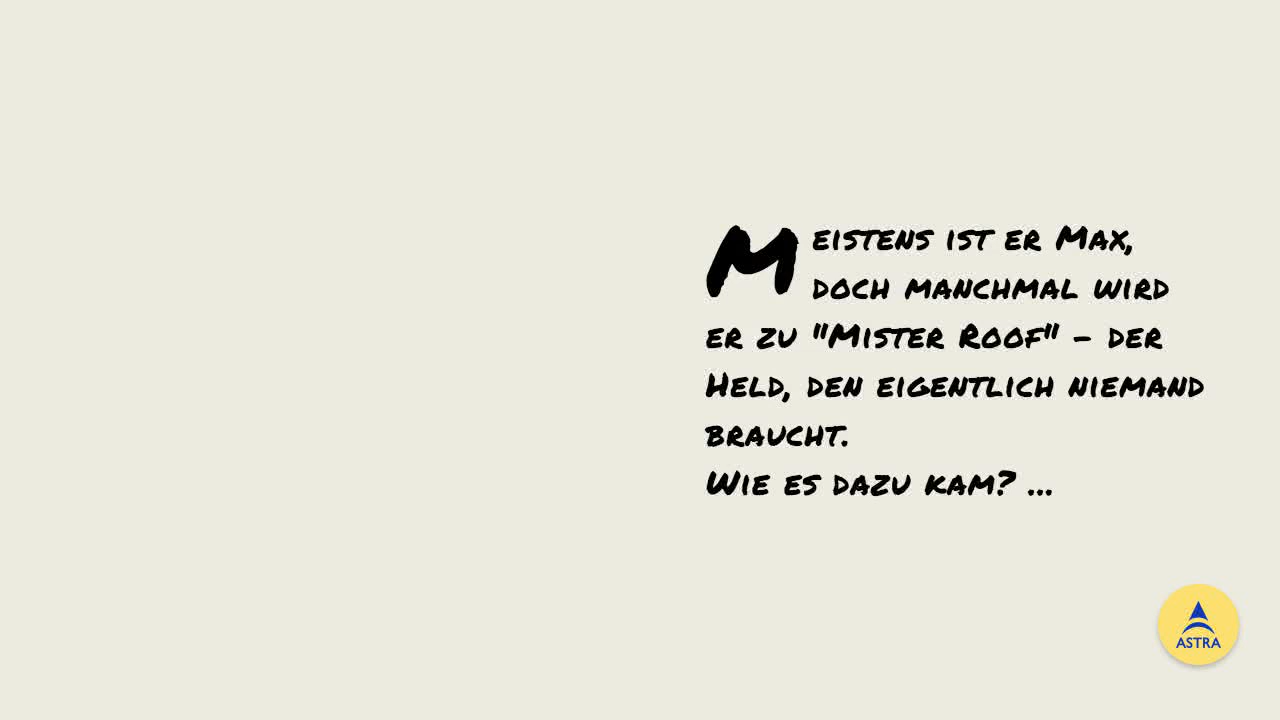 Meistens ist er Max,
doch manchmal wird
er zu "Mister Roof" - der
Held, den eigentlich niemand
braucht.
Wie es dazu kam? ...
ASTRA